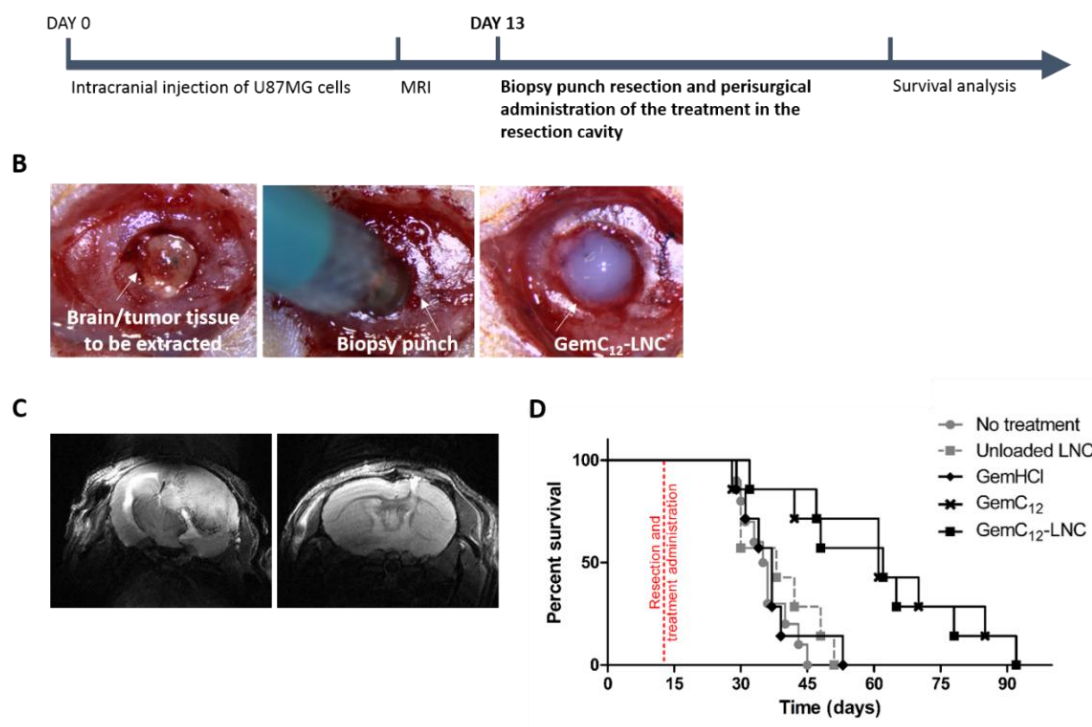 DAY 0
DAY 13
Intracranial injection of U87MG cells
MRI
Biopsy punch resection and perisurgical
administration of the treatment in the
resection cavity
Survival analysis
B
Brain/tumor tissue
to be extracted
Biopsy punch
GemC₁₂-LNC
C
D
No treatment
Unloaded LNC
GemHCl
GemC₁₂
GemC₁₂-LNC
Percent survival
100
50
0
Resection and
treatment administration
0
15
30
45
60
75
90
Time (days)